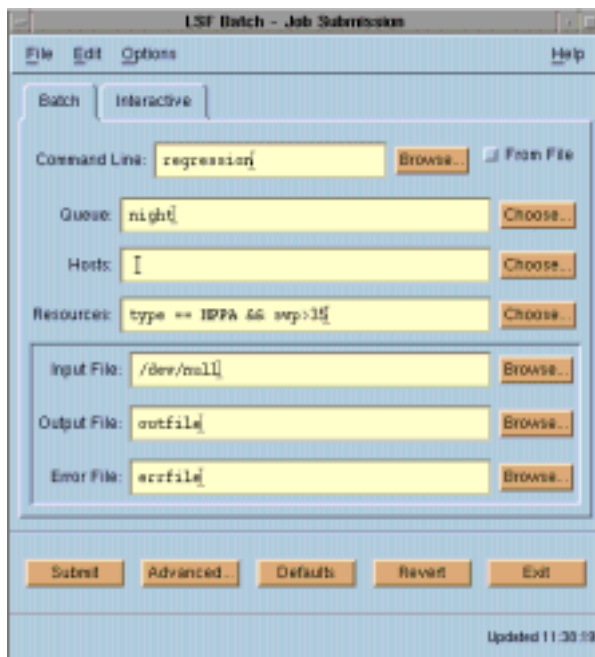 LSF Batch - Job Submission
File Edit Options Help
Batch Interactive
Command Line: regression Browse... From File
Queue: night Choose...
Hosts: Choose...
Resources: type == HPPA && swp>35 Choose...
Input File: /dev/null Browse...
Output File: outfile Browse...
Error File: errfile Browse...
Submit Advanced... Defaults Revert Exit
Updated 11:30:19